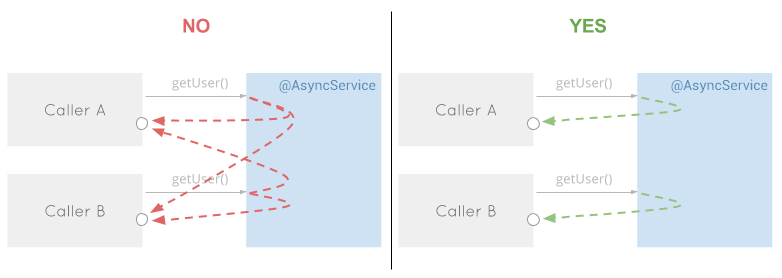 NO
getUser()
@AsyncService
Caller A
getUser()
Caller B
YES
getUser()
@AsyncService
Caller A
getUser()
Caller B